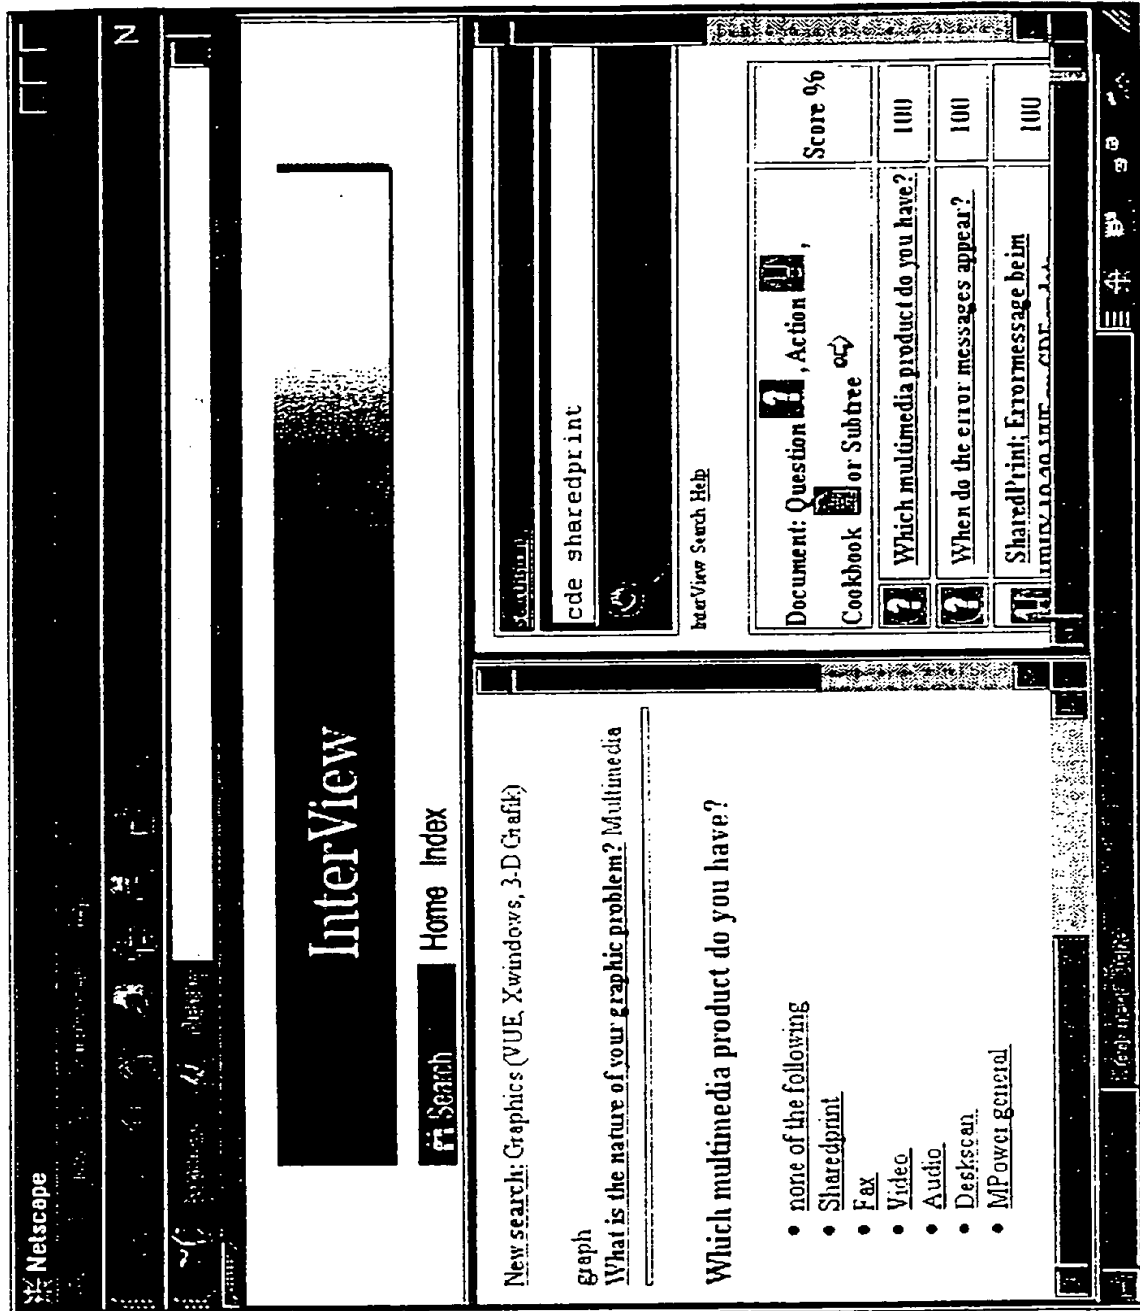 Netscape
N
InterView
Search Home Index
New search: Graphics (VUE, Xwindows, 3-D Grafik)
graph
What is the nature of your graphic problem? Multimedia
Which multimedia product do you have?
• none of the following
• Sharedprint
• Fax
• Video
• Audio
• Deskscan
• MPower general
cde sharedprint
InterView Search Help
Document: Question ? , Action ,
Cookbook or Subtree
Score %
? Which multimedia product do you have? 100
? When do the error messages appear? 100
SharedPrint; Errormessage beim 100